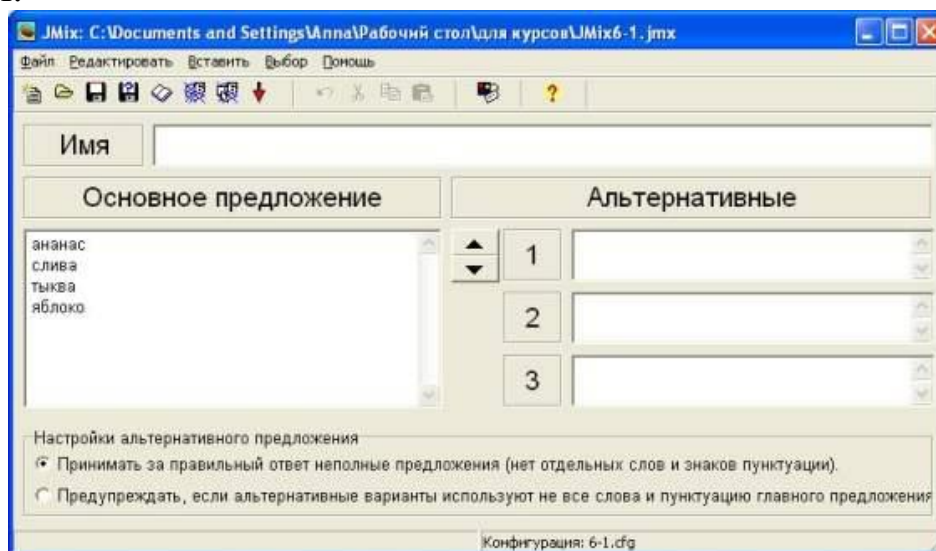 JMix: C:\Documents and Settings\Anna\Рабочий стол\для курсов\JMix6-1.jmx
Файл Редактировать Вставить Выбор Помощь
Имя
Основное предложение
Альтернативные
ананас
слива
тыква
яблоко
1
2
3
Настройки альтернативного предложения
Принимать за правильный ответ неполные предложения (нет отдельных слов и знаков пунктуации).
Предупреждать, если альтернативные варианты используют не все слова и пунктуацию главного предложения
Конфигурация: 6-1.cfg